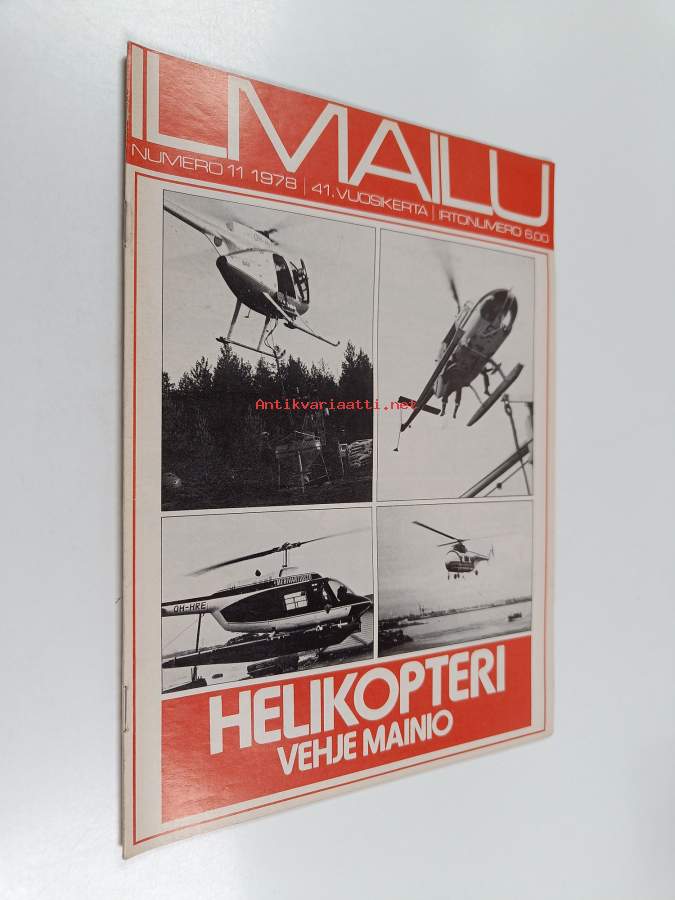 ILMAILU
NUMERO 11 1978 | 41. VUOSIKERTA | IRTONUMERO 6,00
Antikvariaatti.net
OH-HRE
HELIKOPTERI
VEHJE MAINIO